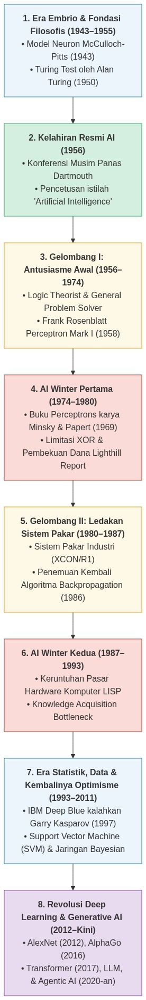 1. Era Embrio & Fondasi
Filosofis (1943–1955)
• Model Neuron McCulloch-
Pitts (1943)
• Turing Test oleh Alan
Turing (1950)
2. Kelahiran Resmi AI
(1956)
• Konferensi Musim Panas
Dartmouth
• Pencetusan istilah
'Artificial Intelligence'
3. Gelombang I:
Antusiasme Awal (1956–
1974)
• Logic Theorist & General
Problem Solver
• Frank Rosenblatt
Perceptron Mark I (1958)
4. AI Winter Pertama
(1974–1980)
• Buku Perceptrons karya
Minsky & Papert (1969)
• Limitasi XOR &
Pembekuan Dana Lighthill
Report
5. Gelombang II: Ledakan
Sistem Pakar (1980–1987)
• Sistem Pakar Industri
(XCON/R1)
• Penemuan Kembali
Algoritma Backpropagation
(1986)
6. AI Winter Kedua (1987–
1993)
• Keruntuhan Pasar
Hardware Komputer LISP
• Knowledge Acquisition
Bottleneck
7. Era Statistik, Data &
Kembalinya Optimisme
(1993–2011)
• IBM Deep Blue kalahkan
Garry Kasparov (1997)
• Support Vector Machine
(SVM) & Jaringan Bayesian
8. Revolusi Deep
Learning & Generative AI
(2012–Kini)
• AlexNet (2012), AlphaGo
(2016)
• Transformer (2017), LLM,
& Agentic AI (2020-an)